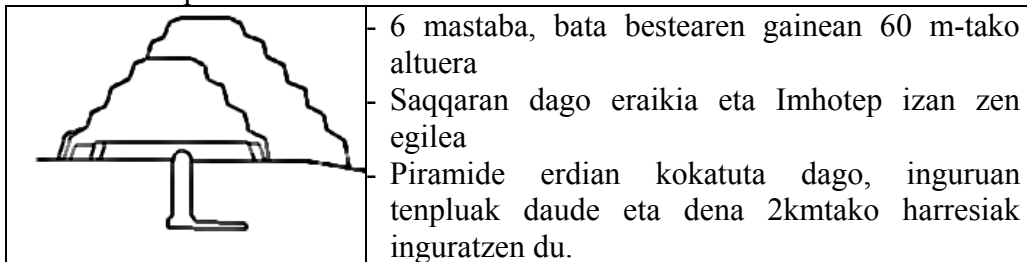 - 6 mastaba, bata bestearen gainean 60 m-tako
altuera
- Saqqaran dago eraikia eta Imhotep izan zen
egilea
- Piramide erdian kokatuta dago, inguruan
tenpluak daude eta dena 2kmtako harresiak
inguratzen du.